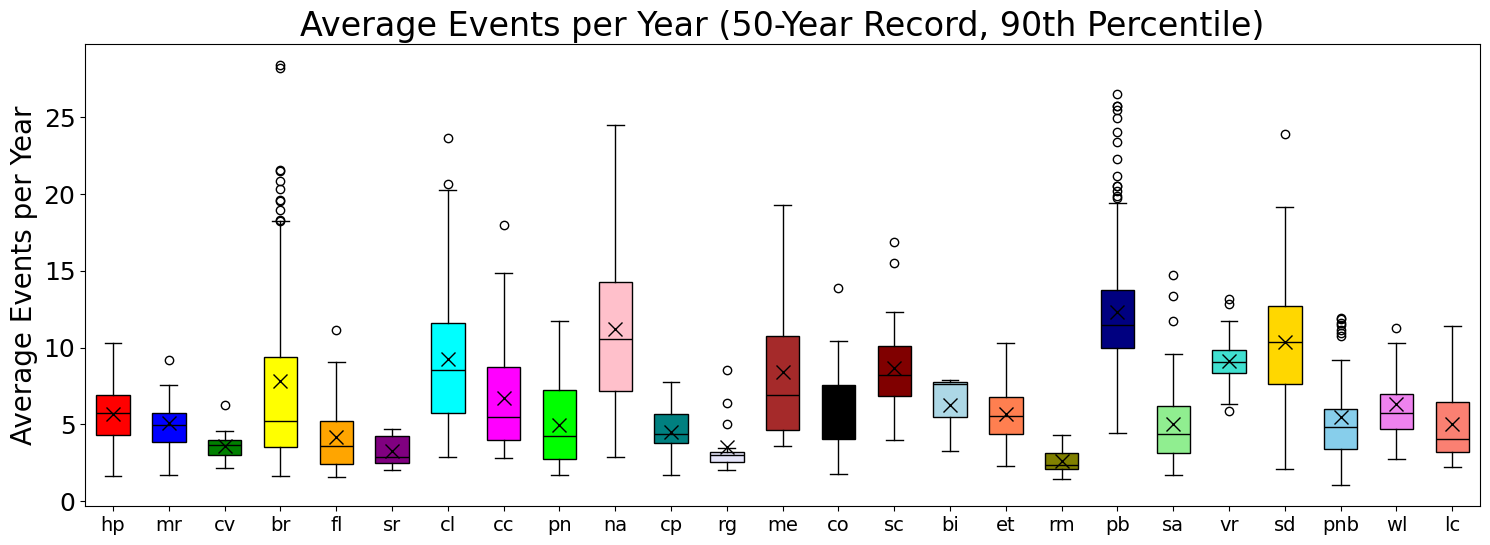 Average Events per Year (50-Year Record, 90th Percentile)
Average Events per Year
25
20
15
10
5
0
hp mr cv br fl sr cl cc pn na cp rg me co sc bi et rm pb sa vr sd pnb wl lc